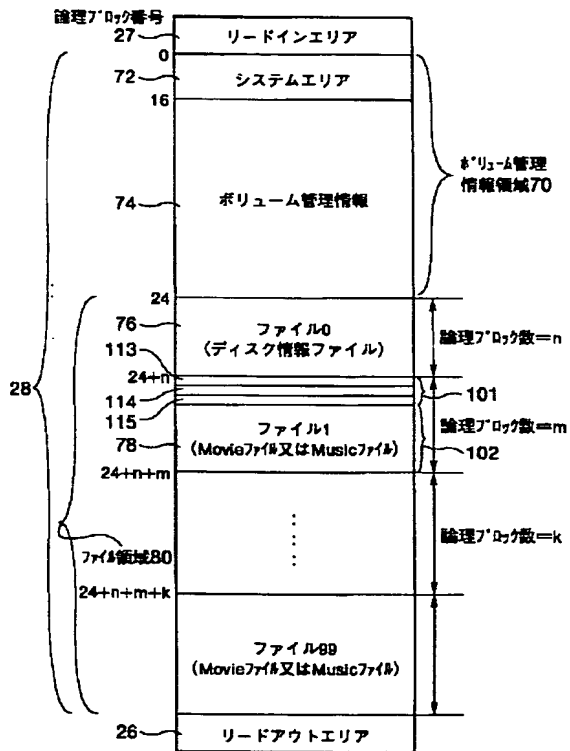 論理ブロック番号
27
リードインエリア
0
72
システムエリア
16
ボリューム管理
情報領域70
74
ボリューム管理情報
24
76
ファイル0
(ディスク情報ファイル)
論理ブロック数=n
113
24+n
114
101
28
115
論理ブロック数=m
78
ファイル1
(Movieファイル又はMusicファイル)
102
24+n+m
論理ブロック数=k
ファイル領域80
24+n+m+k
ファイル99
(Movieファイル又はMusicファイル)
26
リードアウトエリア